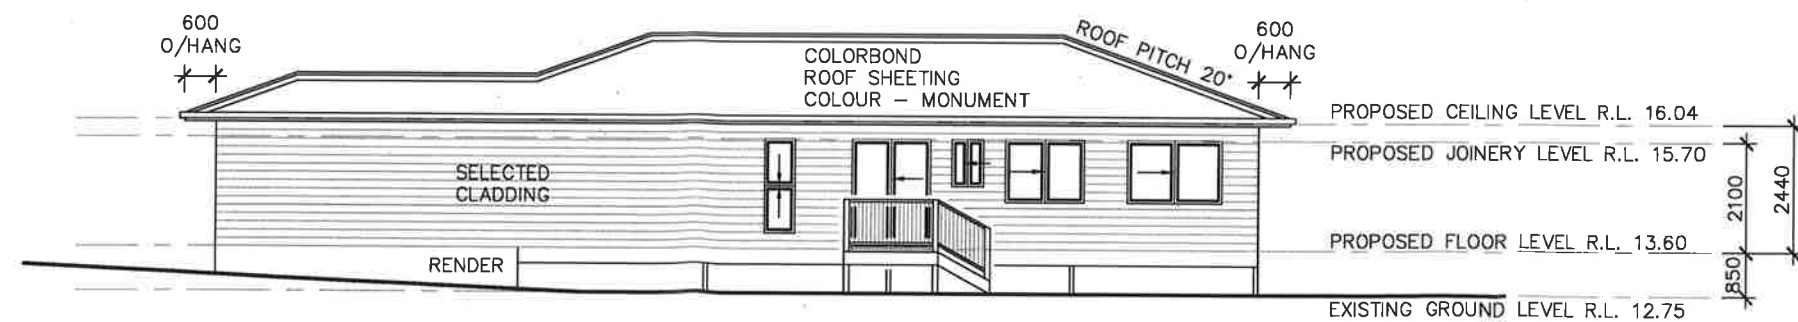 600
O/HANG
COLORBOND
ROOF SHEETING
COLOUR – MONUMENT
ROOF PITCH 20°
600
O/HANG
PROPOSED CEILING LEVEL R.L. 16.04
PROPOSED JOINERY LEVEL R.L. 15.70
SELECTED
CLADDING
2100
2440
PROPOSED FLOOR LEVEL R.L. 13.60
RENDER
850
EXISTING GROUND LEVEL R.L. 12.75